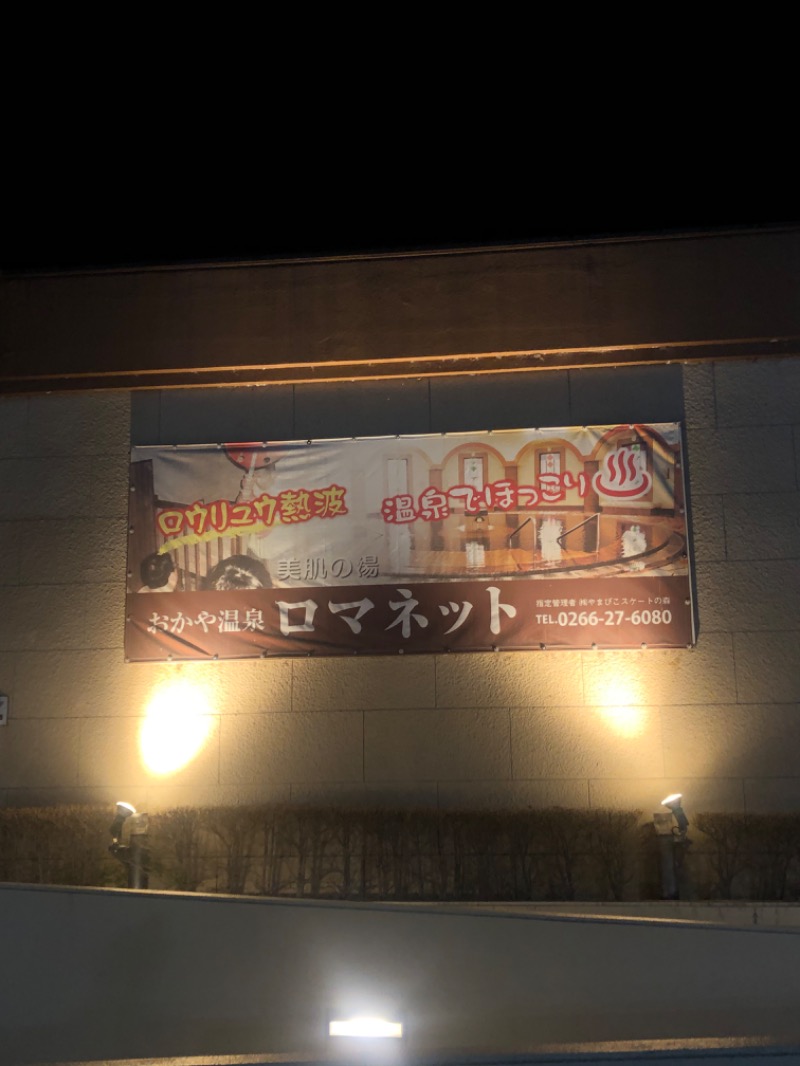 ロウリュウ熱波
温泉でほっこり
美肌の湯
おかや温泉 ロマネット
指定管理者 ㈱やまびこスケートの森
TEL.0266-27-6080